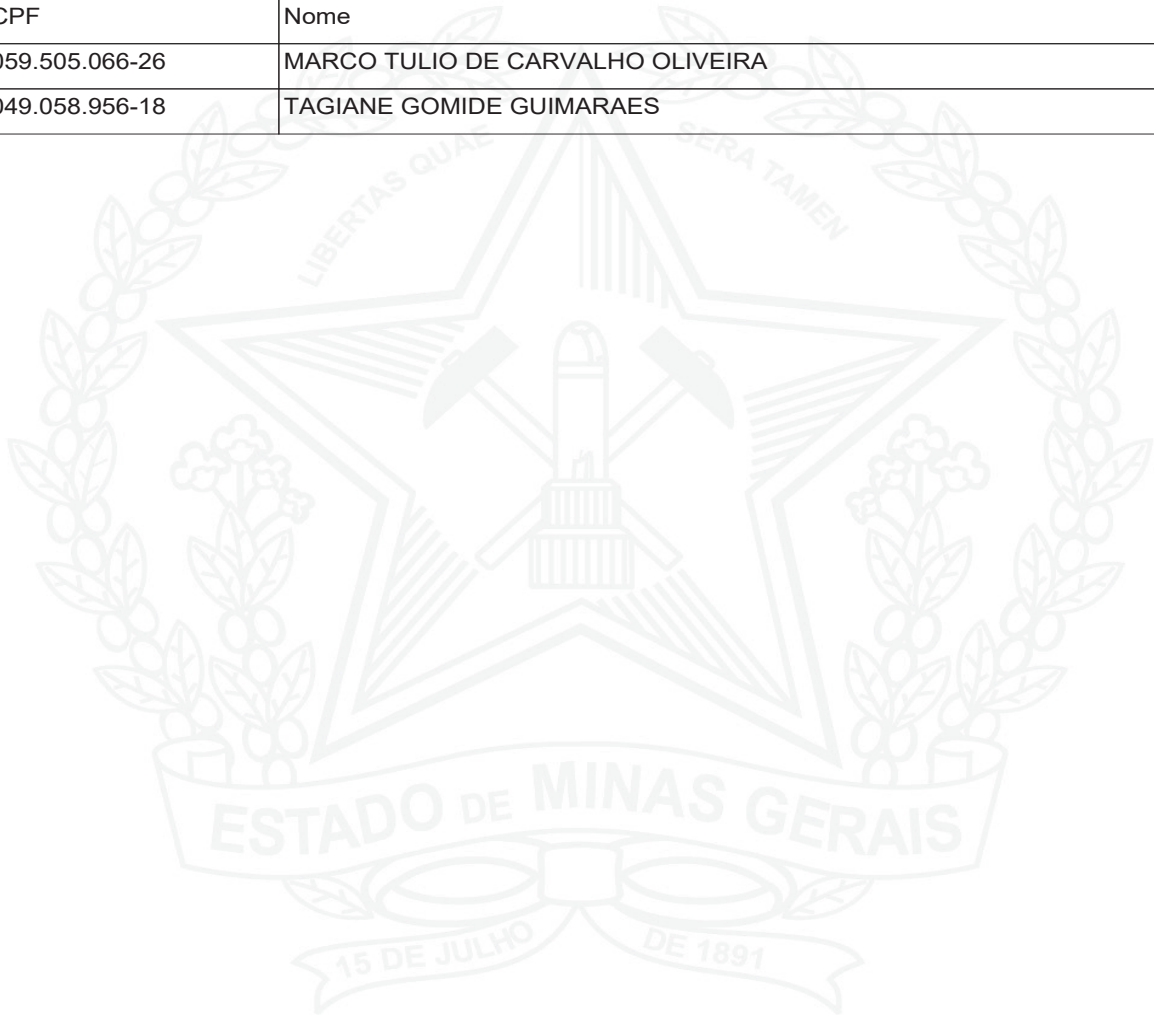 CPF Nome
059.505.066-26 MARCO TULIO DE CARVALHO OLIVEIRA
049.058.956-18 TAGIANE GOMIDE GUIMARAES
LIBERTAS QUAE SERA TAMEN
ESTADO DE MINAS GERAIS
15 DE JULHO DE 1891